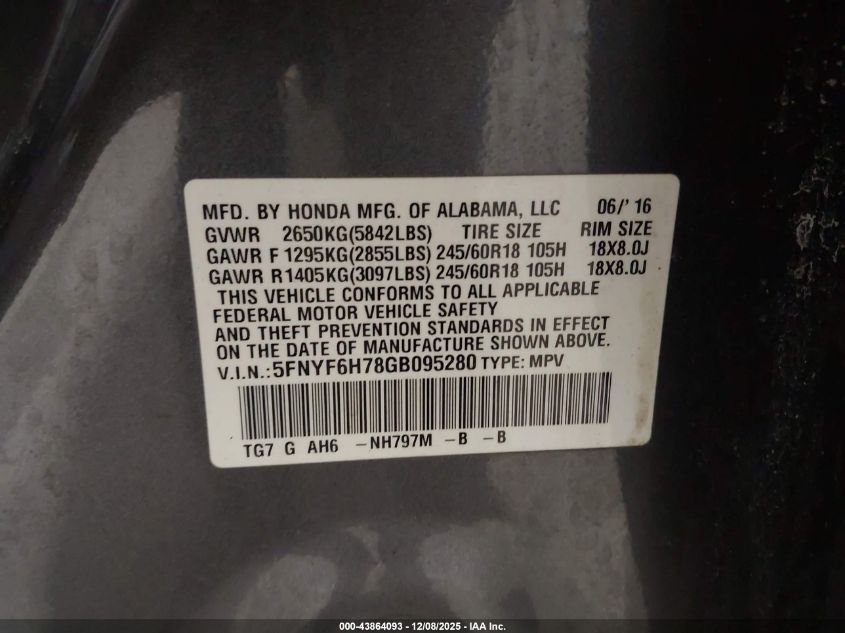 MFD. BY HONDA MFG. OF ALABAMA, LLC 06/'16
GVWR 2650KG(5842LBS) TIRE SIZE RIM SIZE
GAWR F 1295KG(2855LBS) 245/60R18 105H 18X8.0J
GAWR R 1405KG(3097LBS) 245/60R18 105H 18X8.0J
THIS VEHICLE CONFORMS TO ALL APPLICABLE
FEDERAL MOTOR VEHICLE SAFETY
AND THEFT PREVENTION STANDARDS IN EFFECT
ON THE DATE OF MANUFACTURE SHOWN ABOVE.
V.I.N.: 5FNYF6H78GB095280 TYPE: MPV
TG7 G AH6 -NH797M -B -B
000-43864093 - 12/08/2025 - IAA Inc.